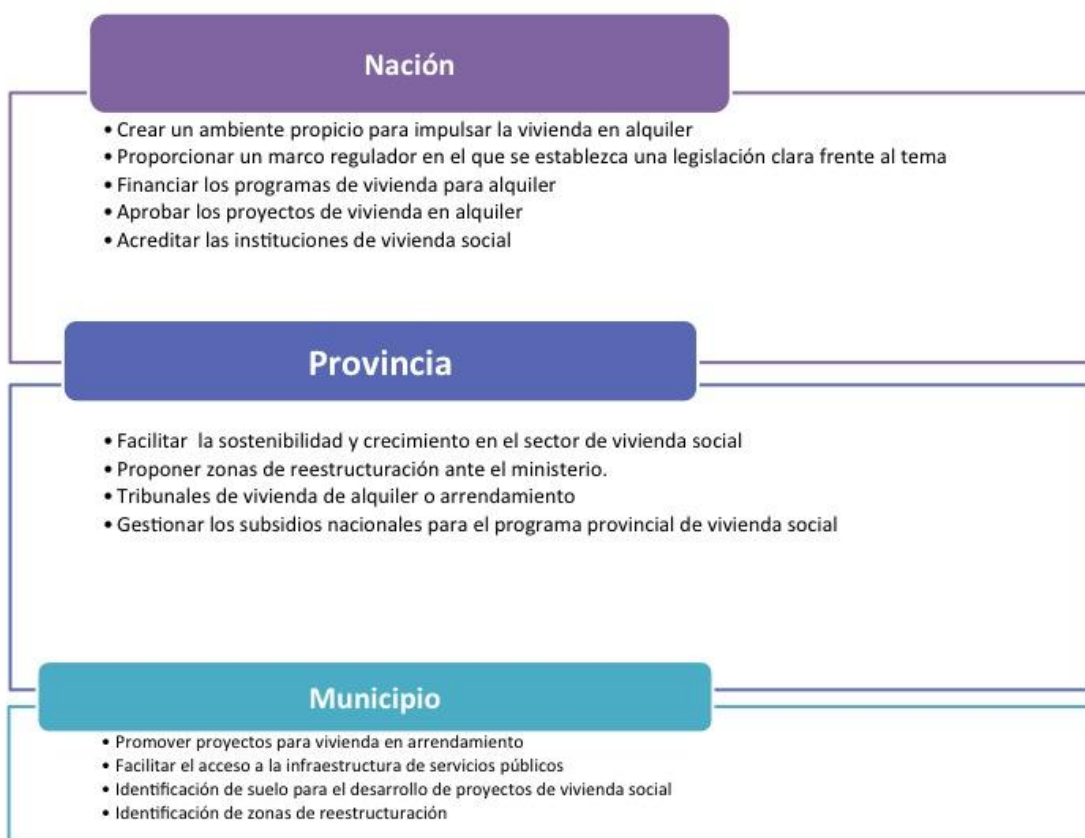 Nación
• Crear un ambiente propicio para impulsar la vivienda en alquiler
• Proporcionar un marco regulador en el que se establezca una legislación clara frente al tema
• Financiar los programas de vivienda para alquiler
• Aprobar los proyectos de vivienda en alquiler
• Acreditar las instituciones de vivienda social
Provincia
• Facilitar la sostenibilidad y crecimiento en el sector de vivienda social
• Proponer zonas de reestructuración ante el ministerio.
• Tribunales de vivienda de alquiler o arrendamiento
• Gestionar los subsidios nacionales para el programa provincial de vivienda social
Municipio
• Promover proyectos para vivienda en arrendamiento
• Facilitar el acceso a la infraestructura de servicios públicos
• Identificación de suelo para el desarrollo de proyectos de vivienda social
• Identificación de zonas de reestructuración